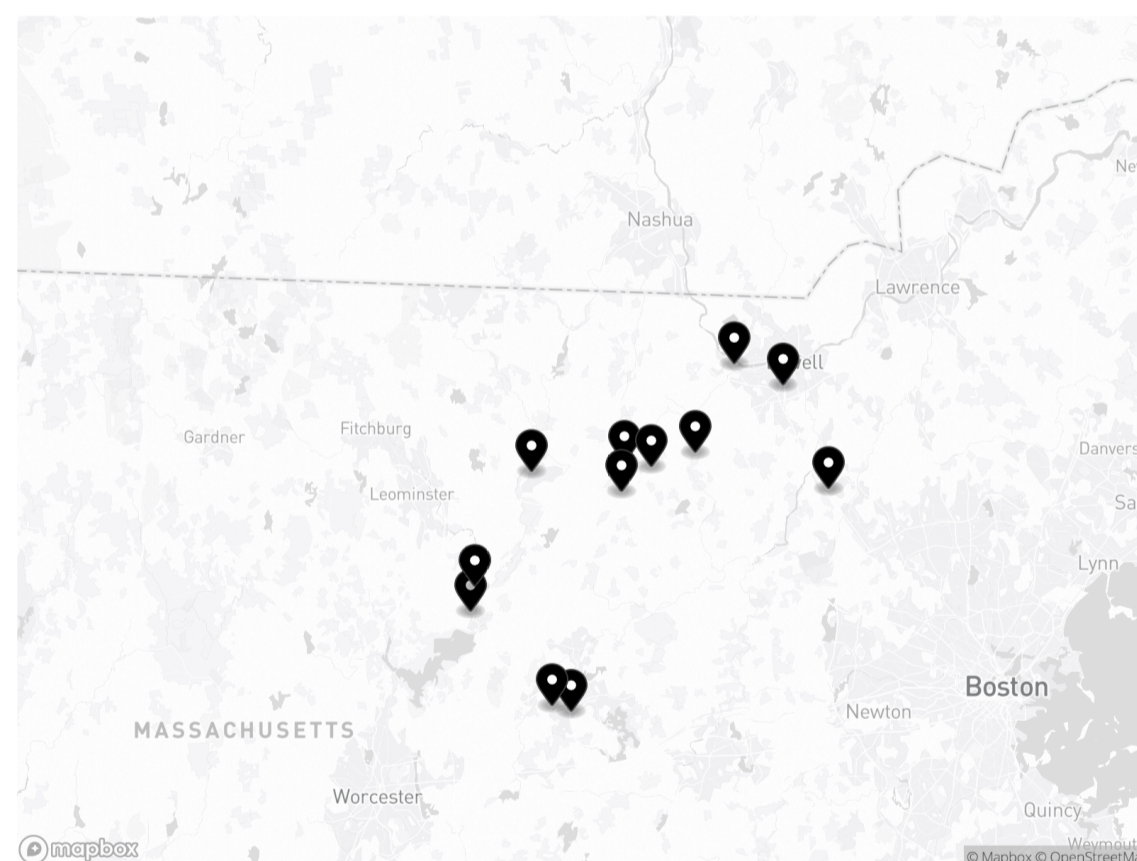 Ne
Nashua
Lawrence
ell
Gardner
Fitchburg
Danvers
Leominster
Sa
Lynn
Boston
Newton
MASSACHUSETTS
Worcester
Quincy
Weymout
mapbox
© Mapbox © OpenStreetM